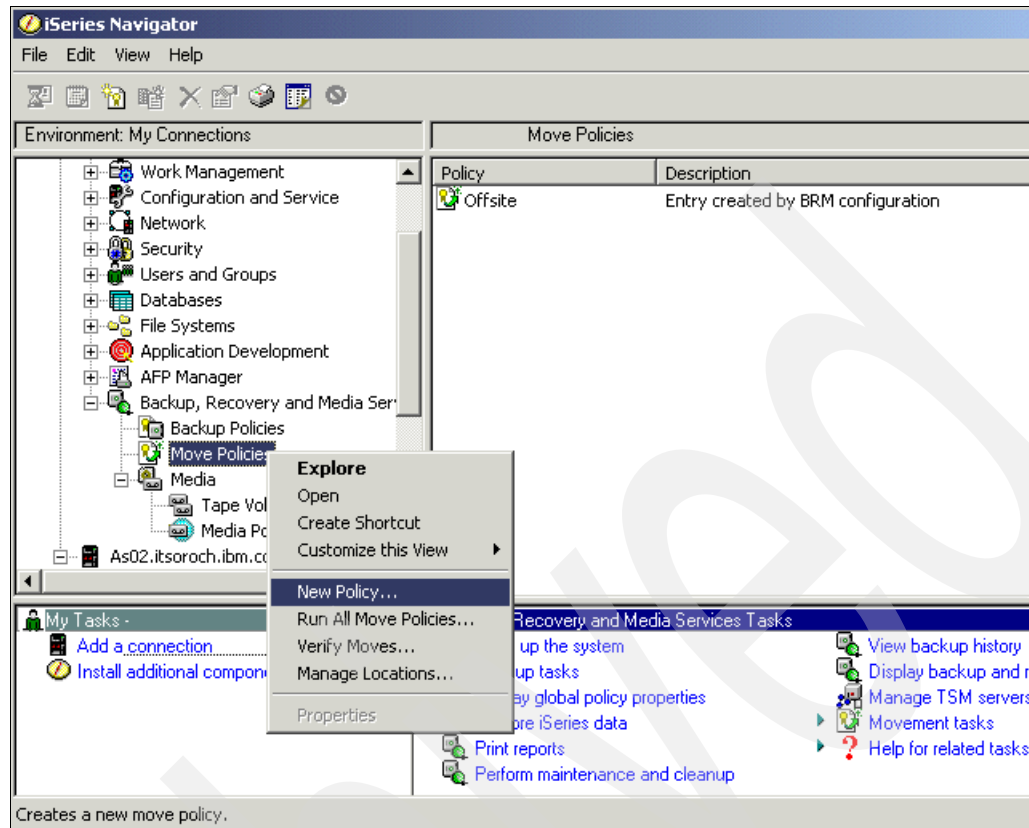 iSeries Navigator
File Edit View Help
Environment: My Connections
Move Policies
Work Management
Configuration and Service
Network
Security
Users and Groups
Databases
File Systems
Application Development
AFP Manager
Backup, Recovery and Media Ser
Backup Policies
Move Policies
Media
Tape Vol
Media Po
As02.itsoroch.ibm.co
Policy Description
Offsite Entry created by BRM configuration
Explore
Open
Create Shortcut
Customize this View
New Policy...
Run All Move Policies...
Verify Moves...
Manage Locations...
Properties
My Tasks -
Add a connection
Install additional compon
Recovery and Media Services Tasks
up the system
up tasks
ay global policy properties
ore iSeries data
Print reports
Perform maintenance and cleanup
View backup history
Display backup and r
Manage TSM servers
Movement tasks
Help for related tasks
Creates a new move policy.